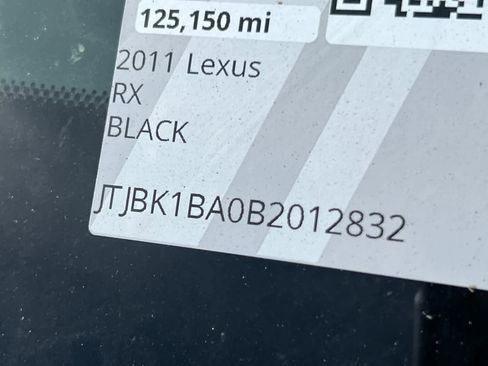 125,150 mi
2011 Lexus
RX
BLACK
JTJBK1BA0B2012832